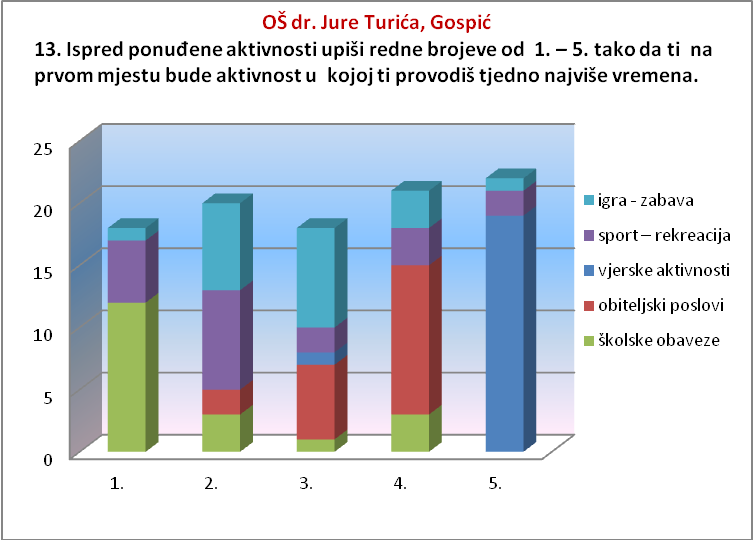 OŠ dr. Jure Turića, Gospić
13. Ispred ponuđene aktivnosti upiši redne brojeve od 1. – 5. tako da ti na
prvom mjestu bude aktivnost u kojoj ti provodiš tjedno najviše vremena.
25
20
15
10
5
0
1. 2. 3. 4. 5.
igra - zabava
sport – rekreacija
vjerske aktivnosti
obiteljski poslovi
školske obaveze